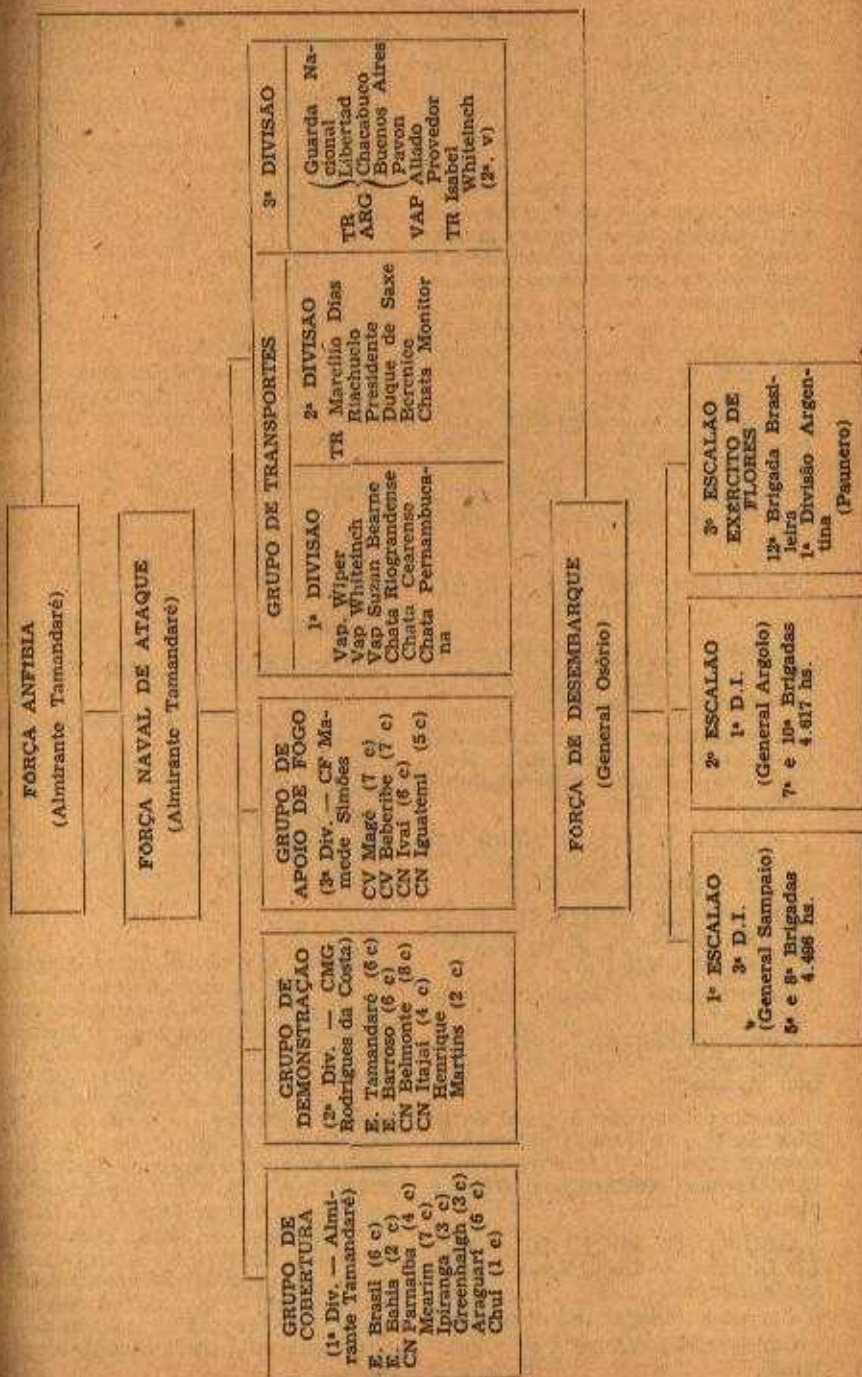 FÔRÇA ANFIBIA
(Almirante Tamandaré)
FÔRÇA NAVAL DE ATAQUE
(Almirante Tamandaré)
GRUPO DE
COBERTURA
(1ª Div. — Almi-
rante Tamandaré)
E. Brasil (6 c)
E. Bahia (2 c)
CN Parnaíba (4 c)
Mearim (7 c)
Ipiranga (3 c)
Greenhalgh (3 c)
Araguarí (6 c)
Chuí (1 c)
GRUPO DE
DEMONSTRAÇÃO
(2ª Div. — CMG
Rodrigues da Costa)
E. Tamandaré (6 c)
E. Barroso (6 c)
CN Belmonte (8 c)
CN Itajaí (4 c)
Henrique
Martins (2 c)
GRUPO DE
APOIO DE FOGO
(3ª Div. — CF Ma-
mede Simões
CV Magé (7 c)
CV Beberibe (7 c)
CN Ivaí (6 c)
CN Iguatemi (5 c)
GRUPO DE TRANSPORTES
1ª DIVISÃO
Vap. Wiper
Vap Whiteinch
Vap Suzan Bearne
Chata Riograndense
Chata Cearense
Chata Pernambuca-
na
2ª DIVISÃO
TR Marcílio Dias
Riachuelo
Presidente
Duque de Saxe
Berenice
Chata Monitor
3ª DIVISÃO
Guarda Na-
cional
TR Libertad
ARG Chacabuco
Buenos Aires
Pavon
VAP Aliado
Provedor
TR Isabel
Whiteinch
(2ª. v)
FÔRÇA DE DESEMBARQUE
(General Osório)
1º ESCALÃO
3ª D.I.
(General Sampaio)
5ª e 8ª Brigadas
4.496 hs.
2º ESCALÃO
1ª D.I.
(General Argolo)
7ª e 10ª Brigadas
4.617 hs.
3º ESCALÃO
EXÉRCITO DE
FLORES
12ª Brigada Brasi-
leira
1ª Divisão Argen-
tina
(Paunero)